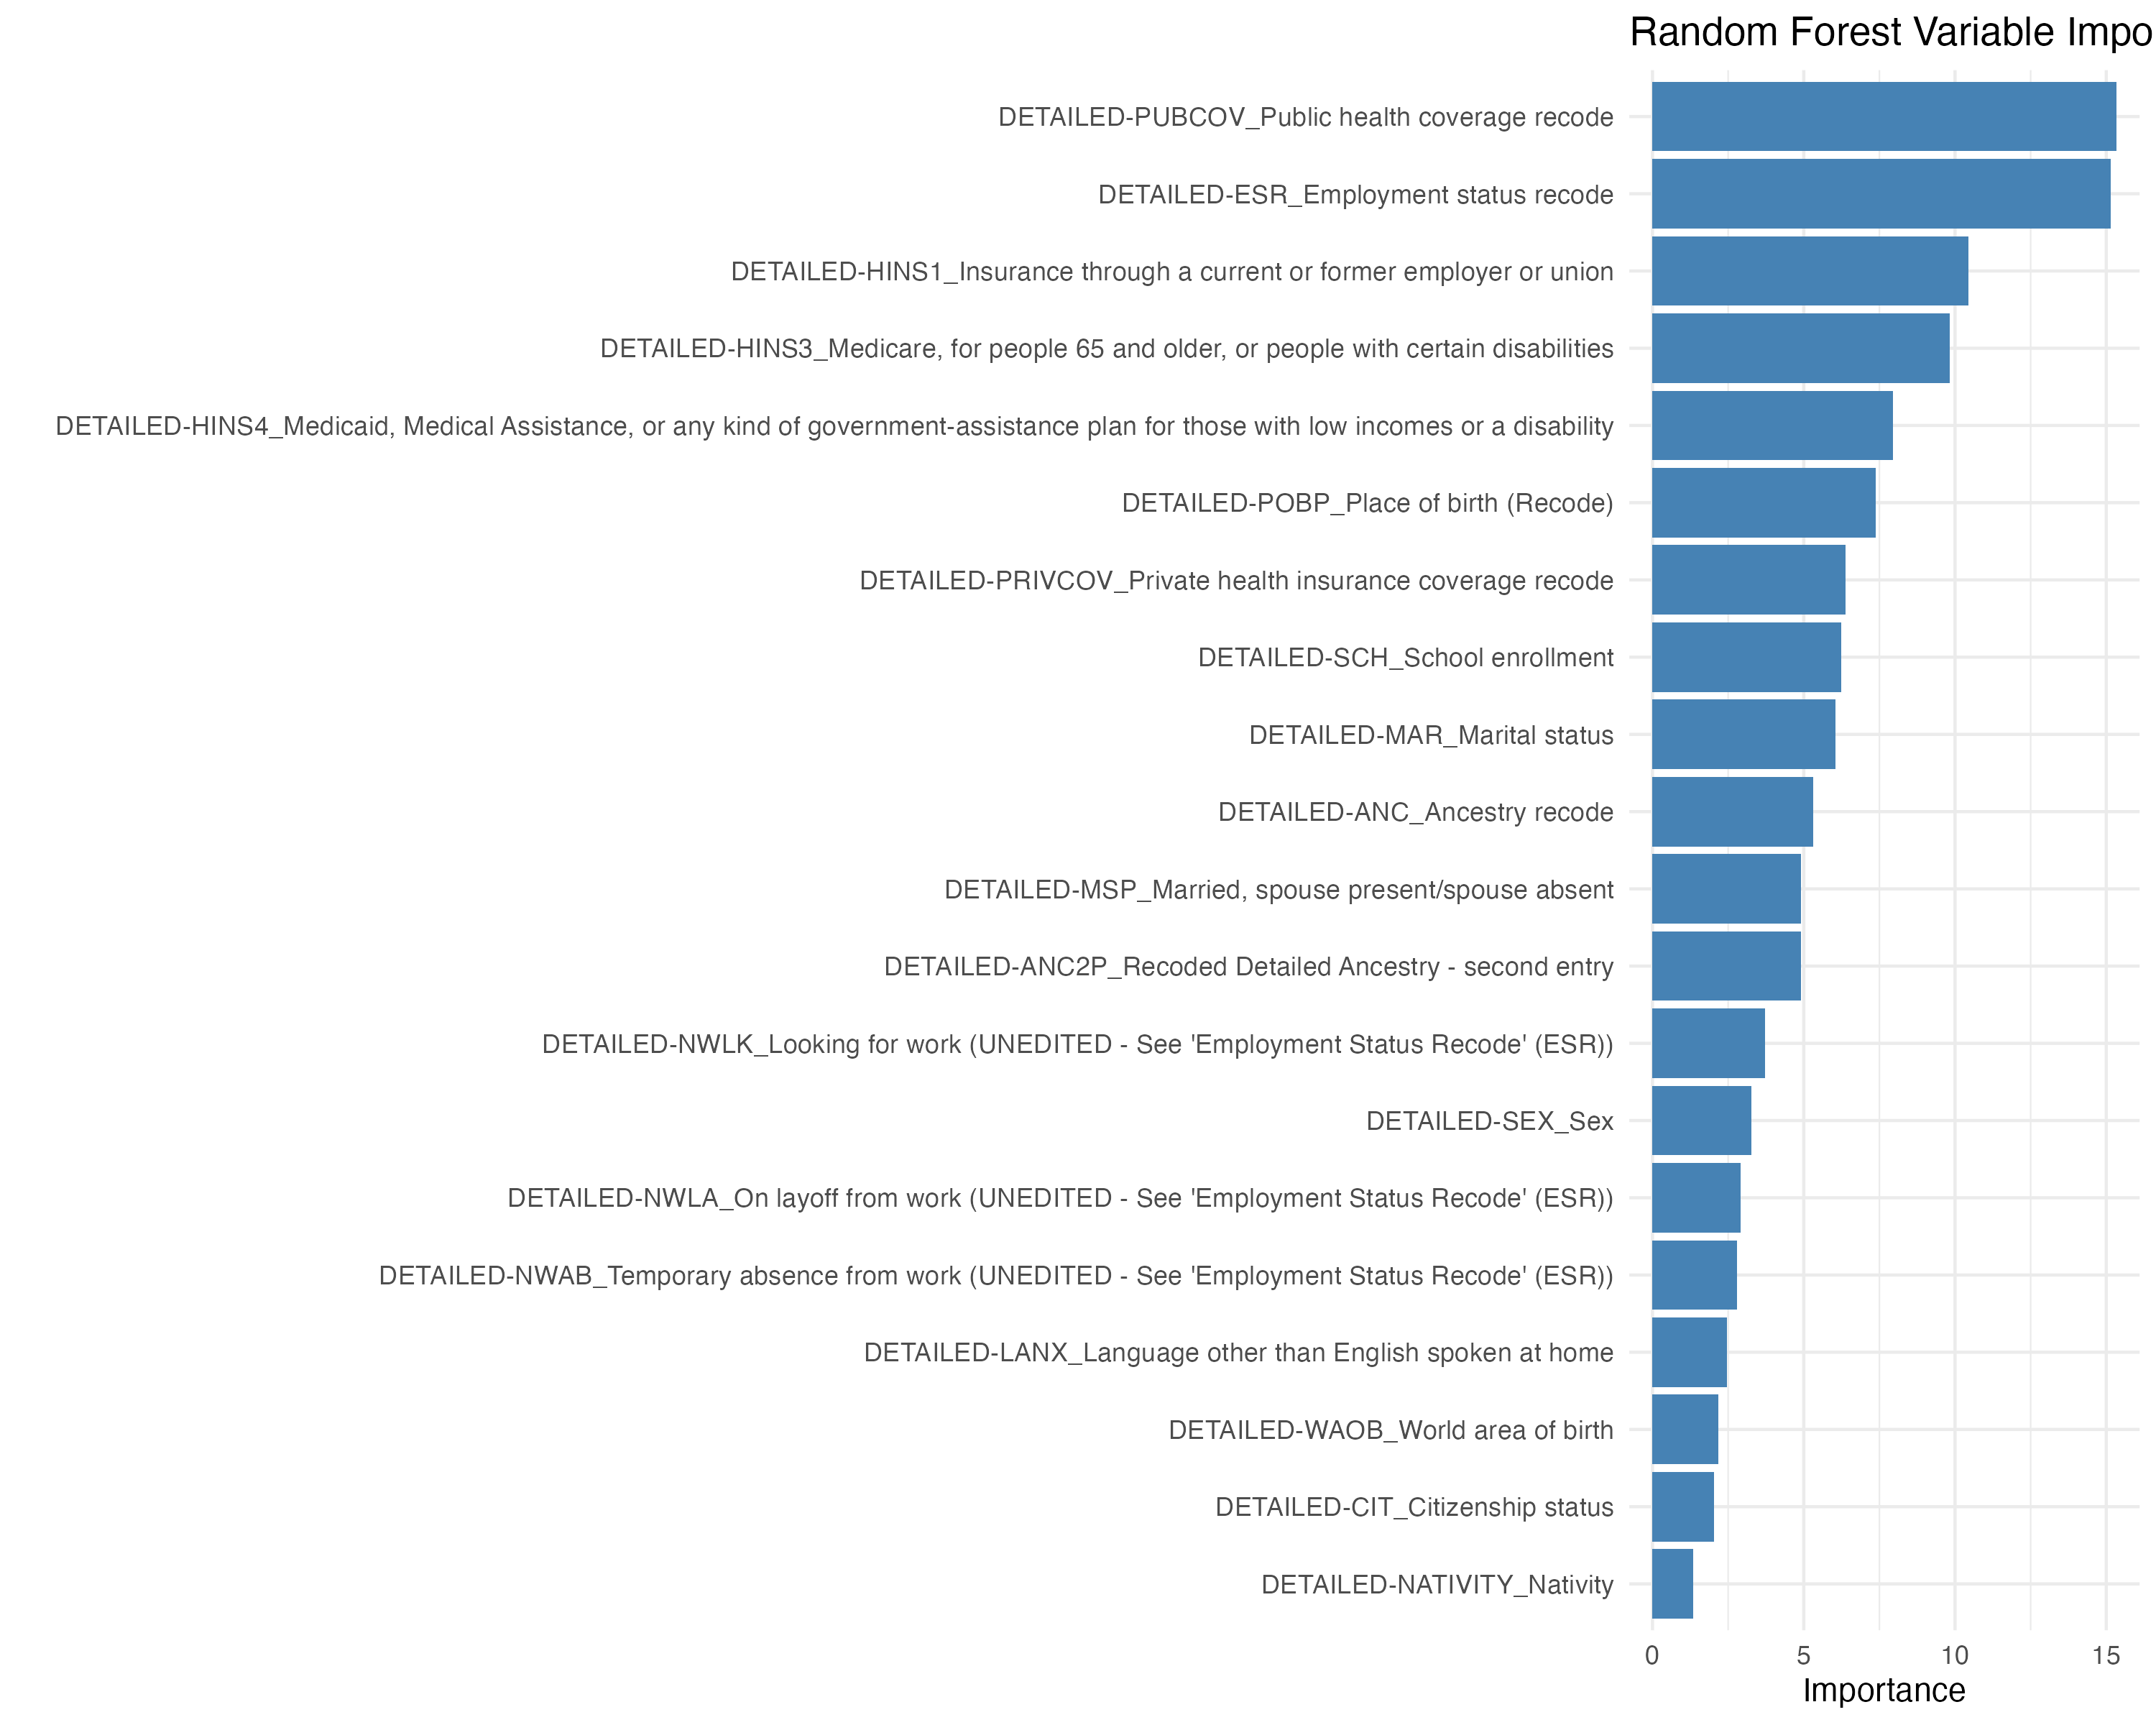 Random Forest Variable Impo
DETAILED-PUBCOV_Public health coverage recode
DETAILED-ESR_Employment status recode
DETAILED-HINS1_Insurance through a current or former employer or union
DETAILED-HINS3_Medicare, for people 65 and older, or people with certain disabilities
DETAILED-HINS4_Medicaid, Medical Assistance, or any kind of government-assistance plan for those with low incomes or a disability
DETAILED-POBP_Place of birth (Recode)
DETAILED-PRIVCOV_Private health insurance coverage recode
DETAILED-SCH_School enrollment
DETAILED-MAR_Marital status
DETAILED-ANC_Ancestry recode
DETAILED-MSP_Married, spouse present/spouse absent
DETAILED-ANC2P_Recoded Detailed Ancestry - second entry
DETAILED-NWLK_Looking for work (UNEDITED - See 'Employment Status Recode' (ESR))
DETAILED-SEX_Sex
DETAILED-NWLA_On layoff from work (UNEDITED - See 'Employment Status Recode' (ESR))
DETAILED-NWAB_Temporary absence from work (UNEDITED - See 'Employment Status Recode' (ESR))
DETAILED-LANX_Language other than English spoken at home
DETAILED-WAOB_World area of birth
DETAILED-CIT_Citizenship status
DETAILED-NATIVITY_Nativity
0 5 10 15
Importance